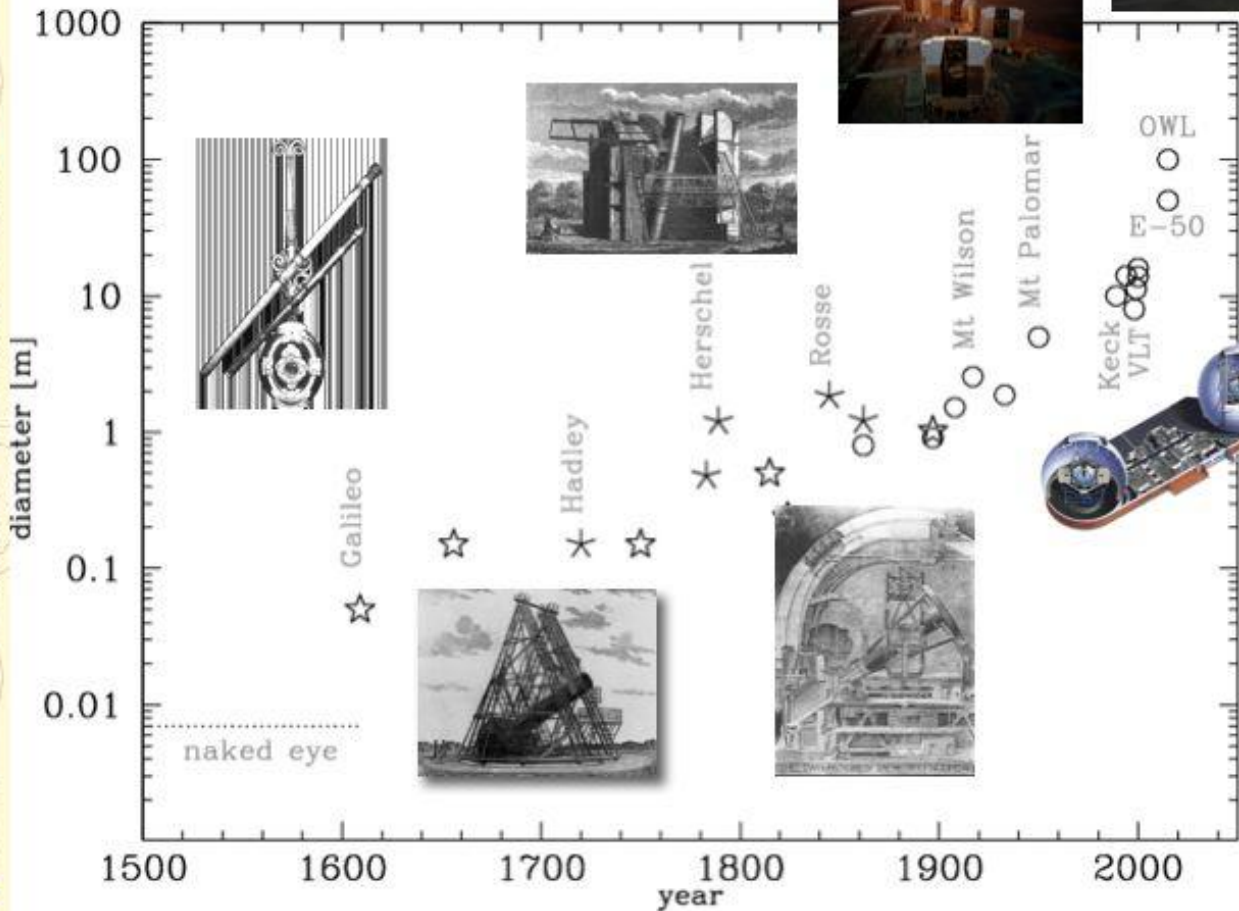 1000
100
10
1
0.1
0.01
diameter [m]
1500
1600
1700
1800
1900
2000
year
naked eye
Galileo
Hadley
Herschel
Rosse
Mt Wilson
Mt Palomar
Keck
VLT
E-50
OWL